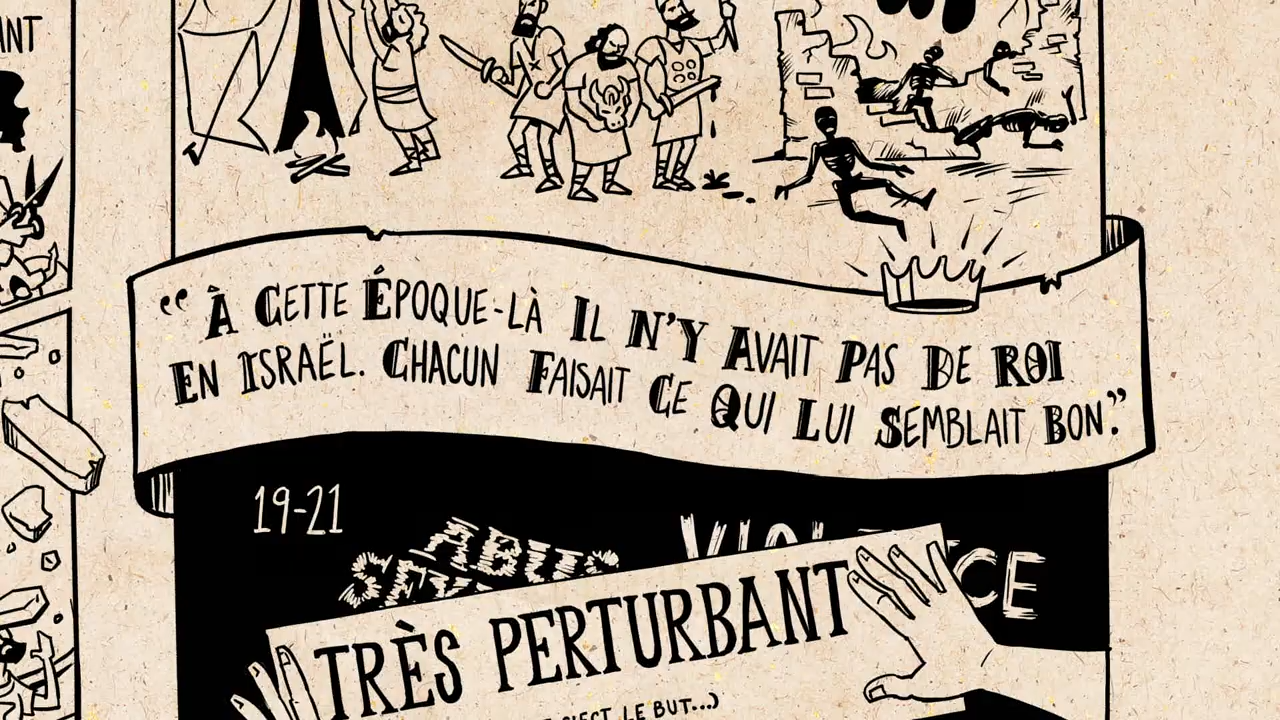 “ À CETTE ÉPOQUE-LÀ IL N'Y AVAIT PAS DE ROI
EN ISRAËL. CHACUN FAISAIT CE QUI LUI SEMBLAIT BON.”
19-21
ABUS
TRÈS PERTURBANT
C'EST LE BUT...)